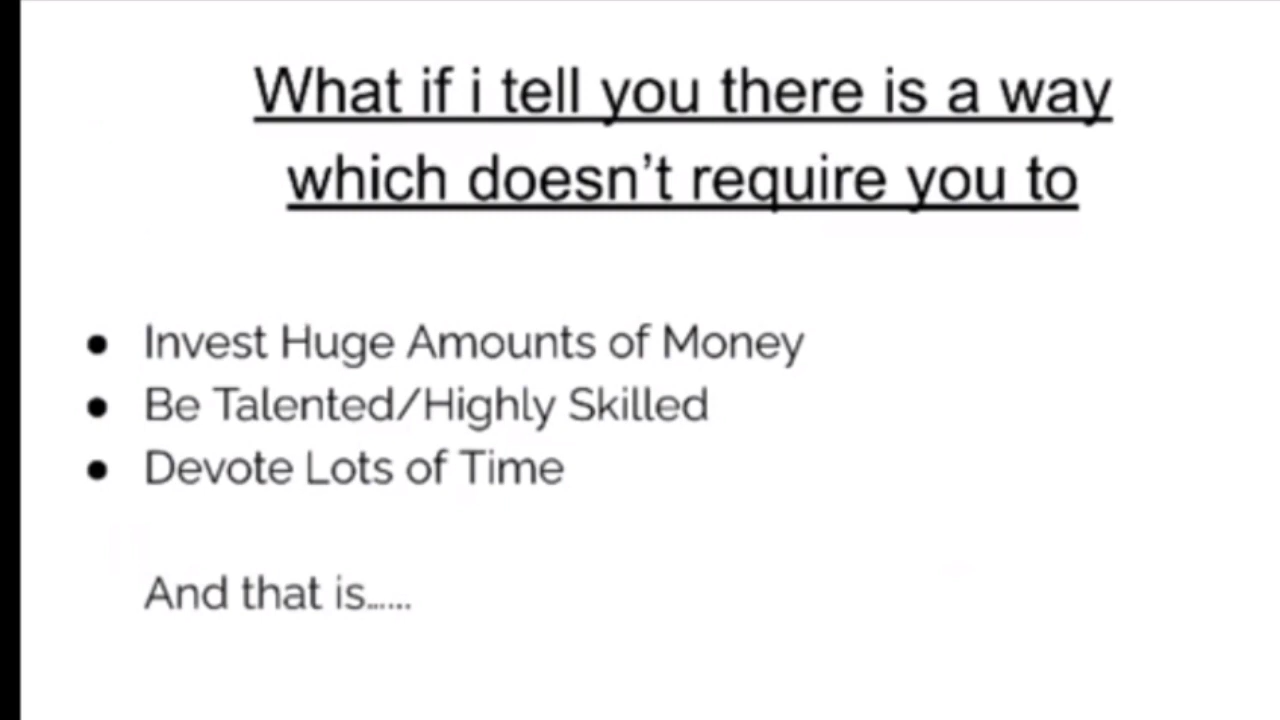 What if i tell you there is a way
which doesn’t require you to
● Invest Huge Amounts of Money
● Be Talented/Highly Skilled
● Devote Lots of Time
And that is......